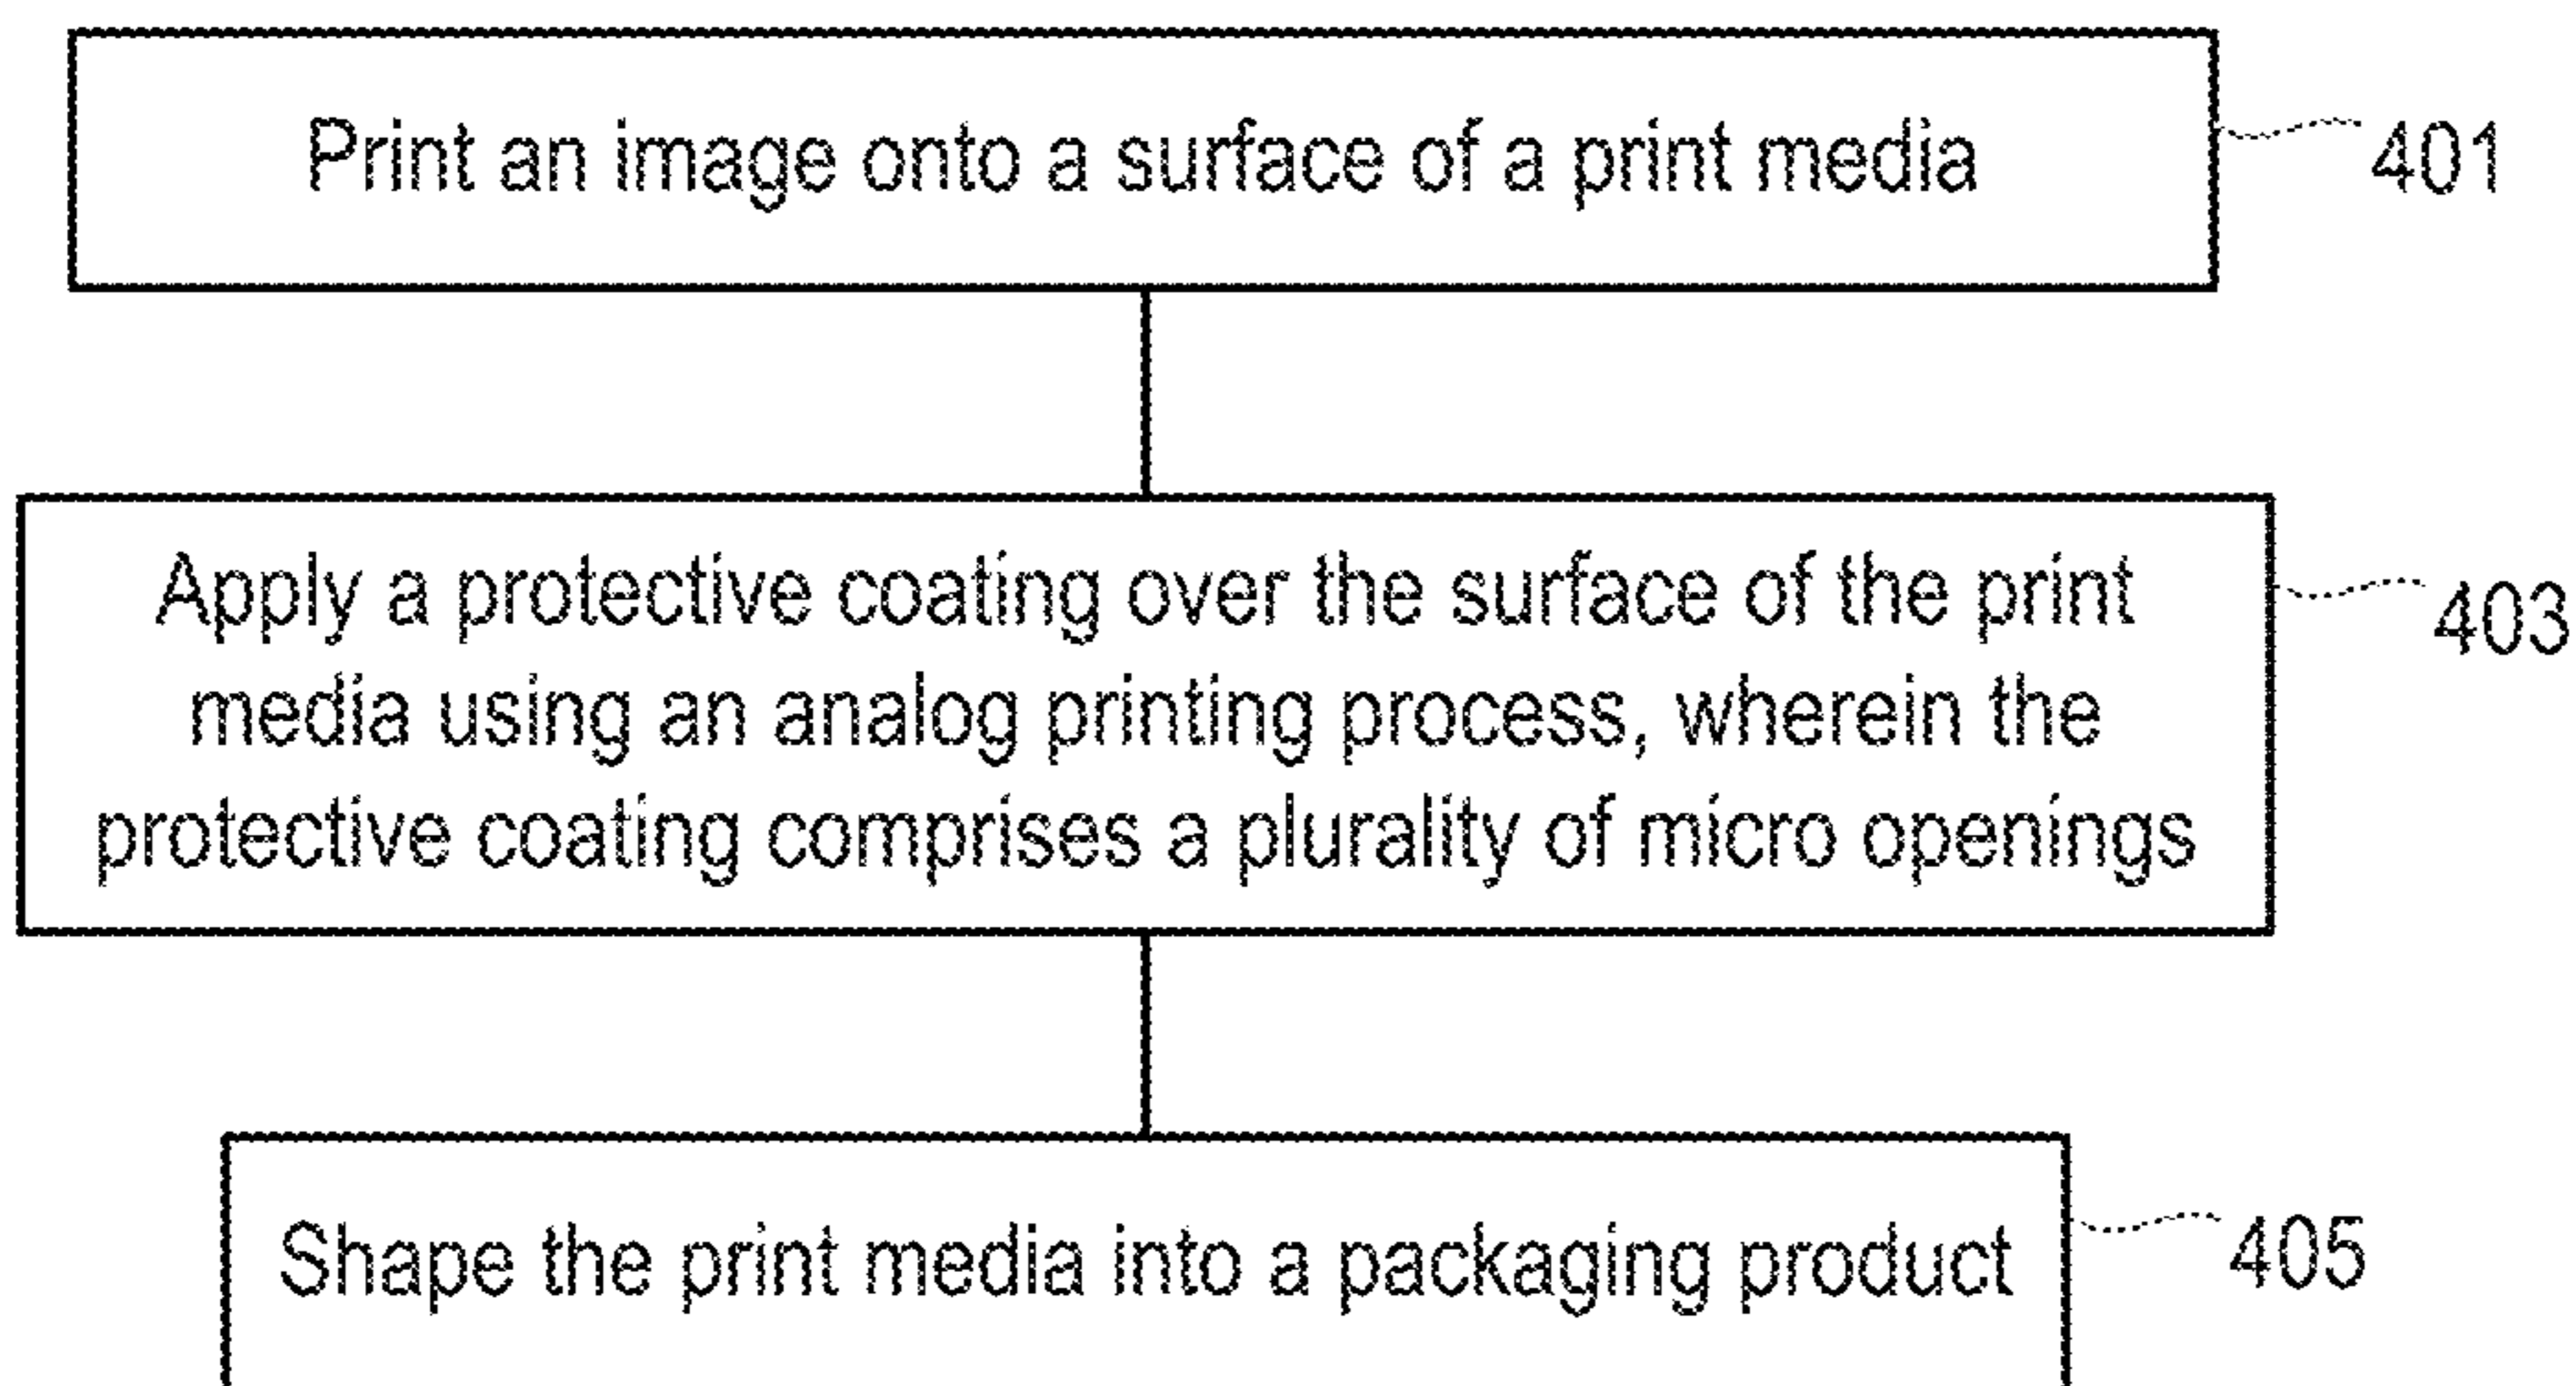 Print an image onto a surface of a print media
401
Apply a protective coating over the surface of the print
403
media using an analog printing process, wherein the
protective coating comprises a plurality of micro openings
Shape the print media into a packaging product
405